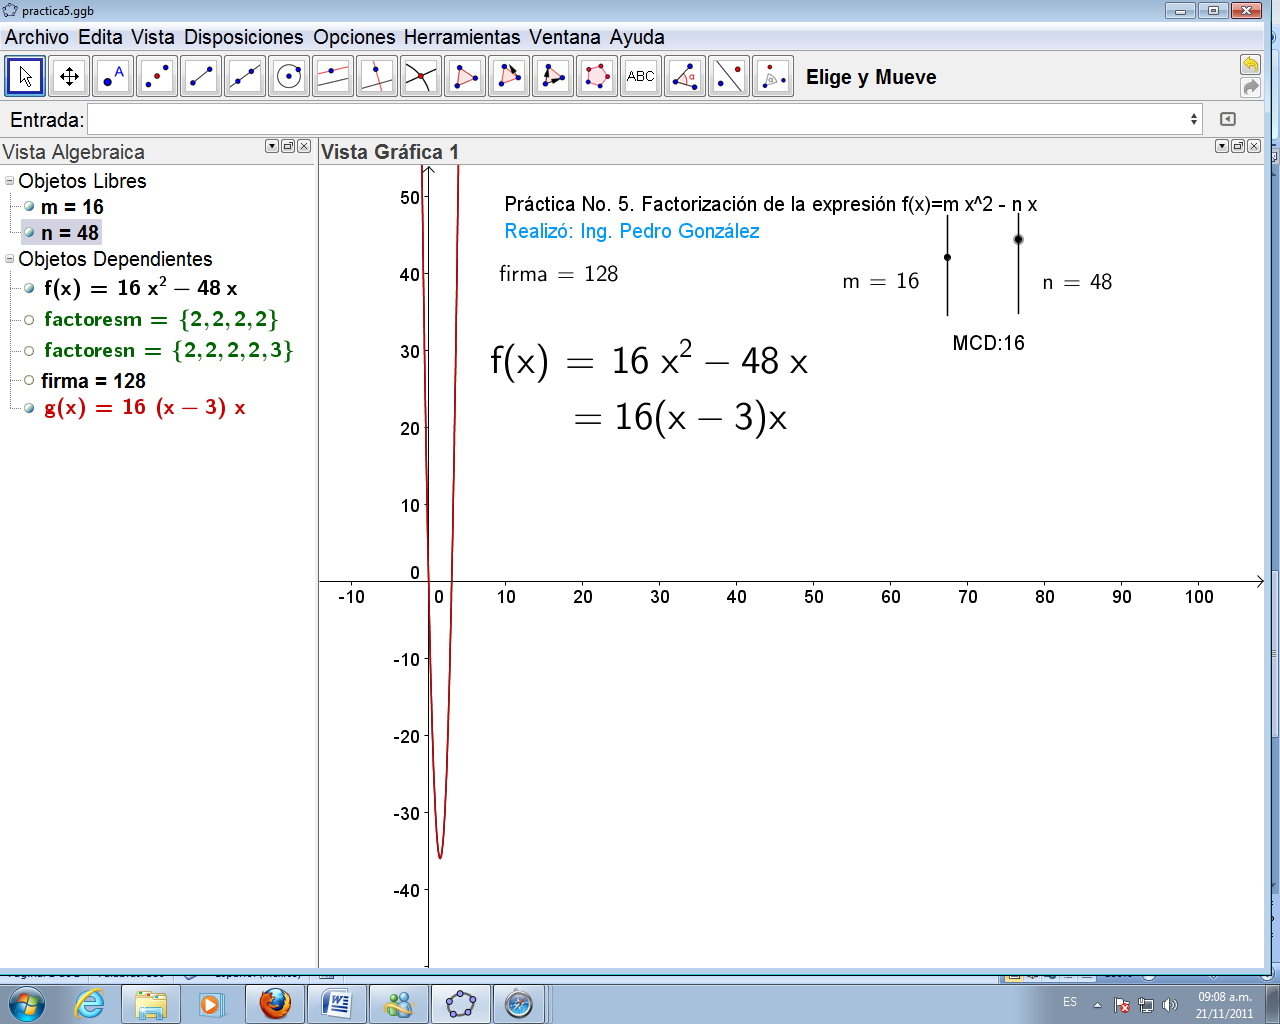 practica5.ggb
Archivo Edita Vista Disposiciones Opciones Herramientas Ventana Ayuda
A ABC α α Elige y Mueve
Entrada:
Vista Algebraica
Objetos Libres
m = 16
n = 48
Objetos Dependientes
f(x) = 16 x² − 48 x
factoresm = {2,2,2,2}
factoresn = {2,2,2,2,3}
firma = 128
g(x) = 16 (x − 3) x
Vista Gráfica 1
Práctica No. 5. Factorización de la expresión f(x)=m x^2 - n x
Realizó: Ing. Pedro González
firma = 128
m = 16
n = 48
MCD:16
f(x) = 16 x² − 48 x
= 16(x − 3)x
50
40
30
20
10
0
-10 0 10 20 30 40 50 60 70 80 90 100
-10
-20
-30
-40
ES
09:08 a.m.
21/11/2011